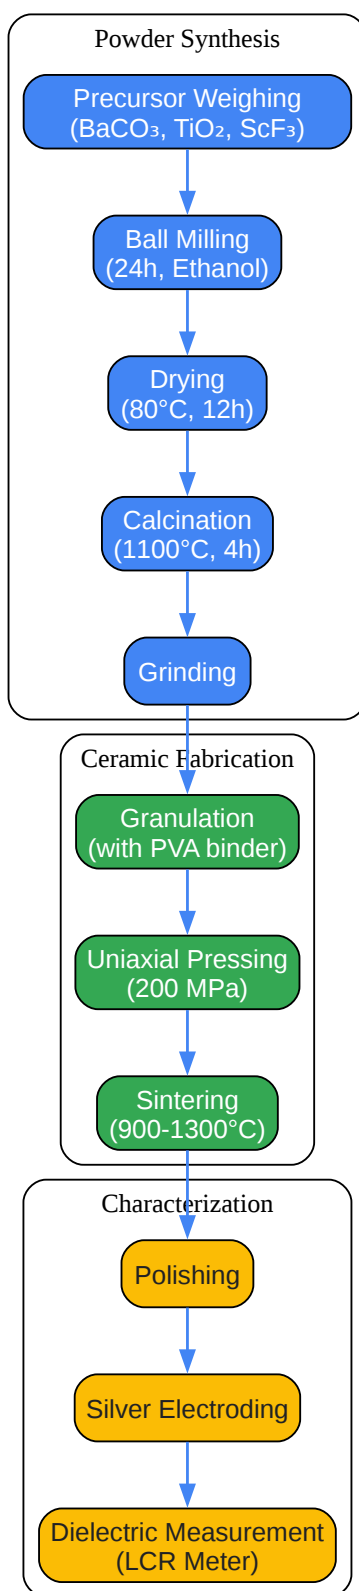 Powder Synthesis
Precursor Weighing
(BaCO₃, TiO₂, ScF₃)
Ball Milling
(24h, Ethanol)
Drying
(80°C, 12h)
Calcination
(1100°C, 4h)
Grinding
Ceramic Fabrication
Granulation
(with PVA binder)
Uniaxial Pressing
(200 MPa)
Sintering
(900-1300°C)
Characterization
Polishing
Silver Electroding
Dielectric Measurement
(LCR Meter)